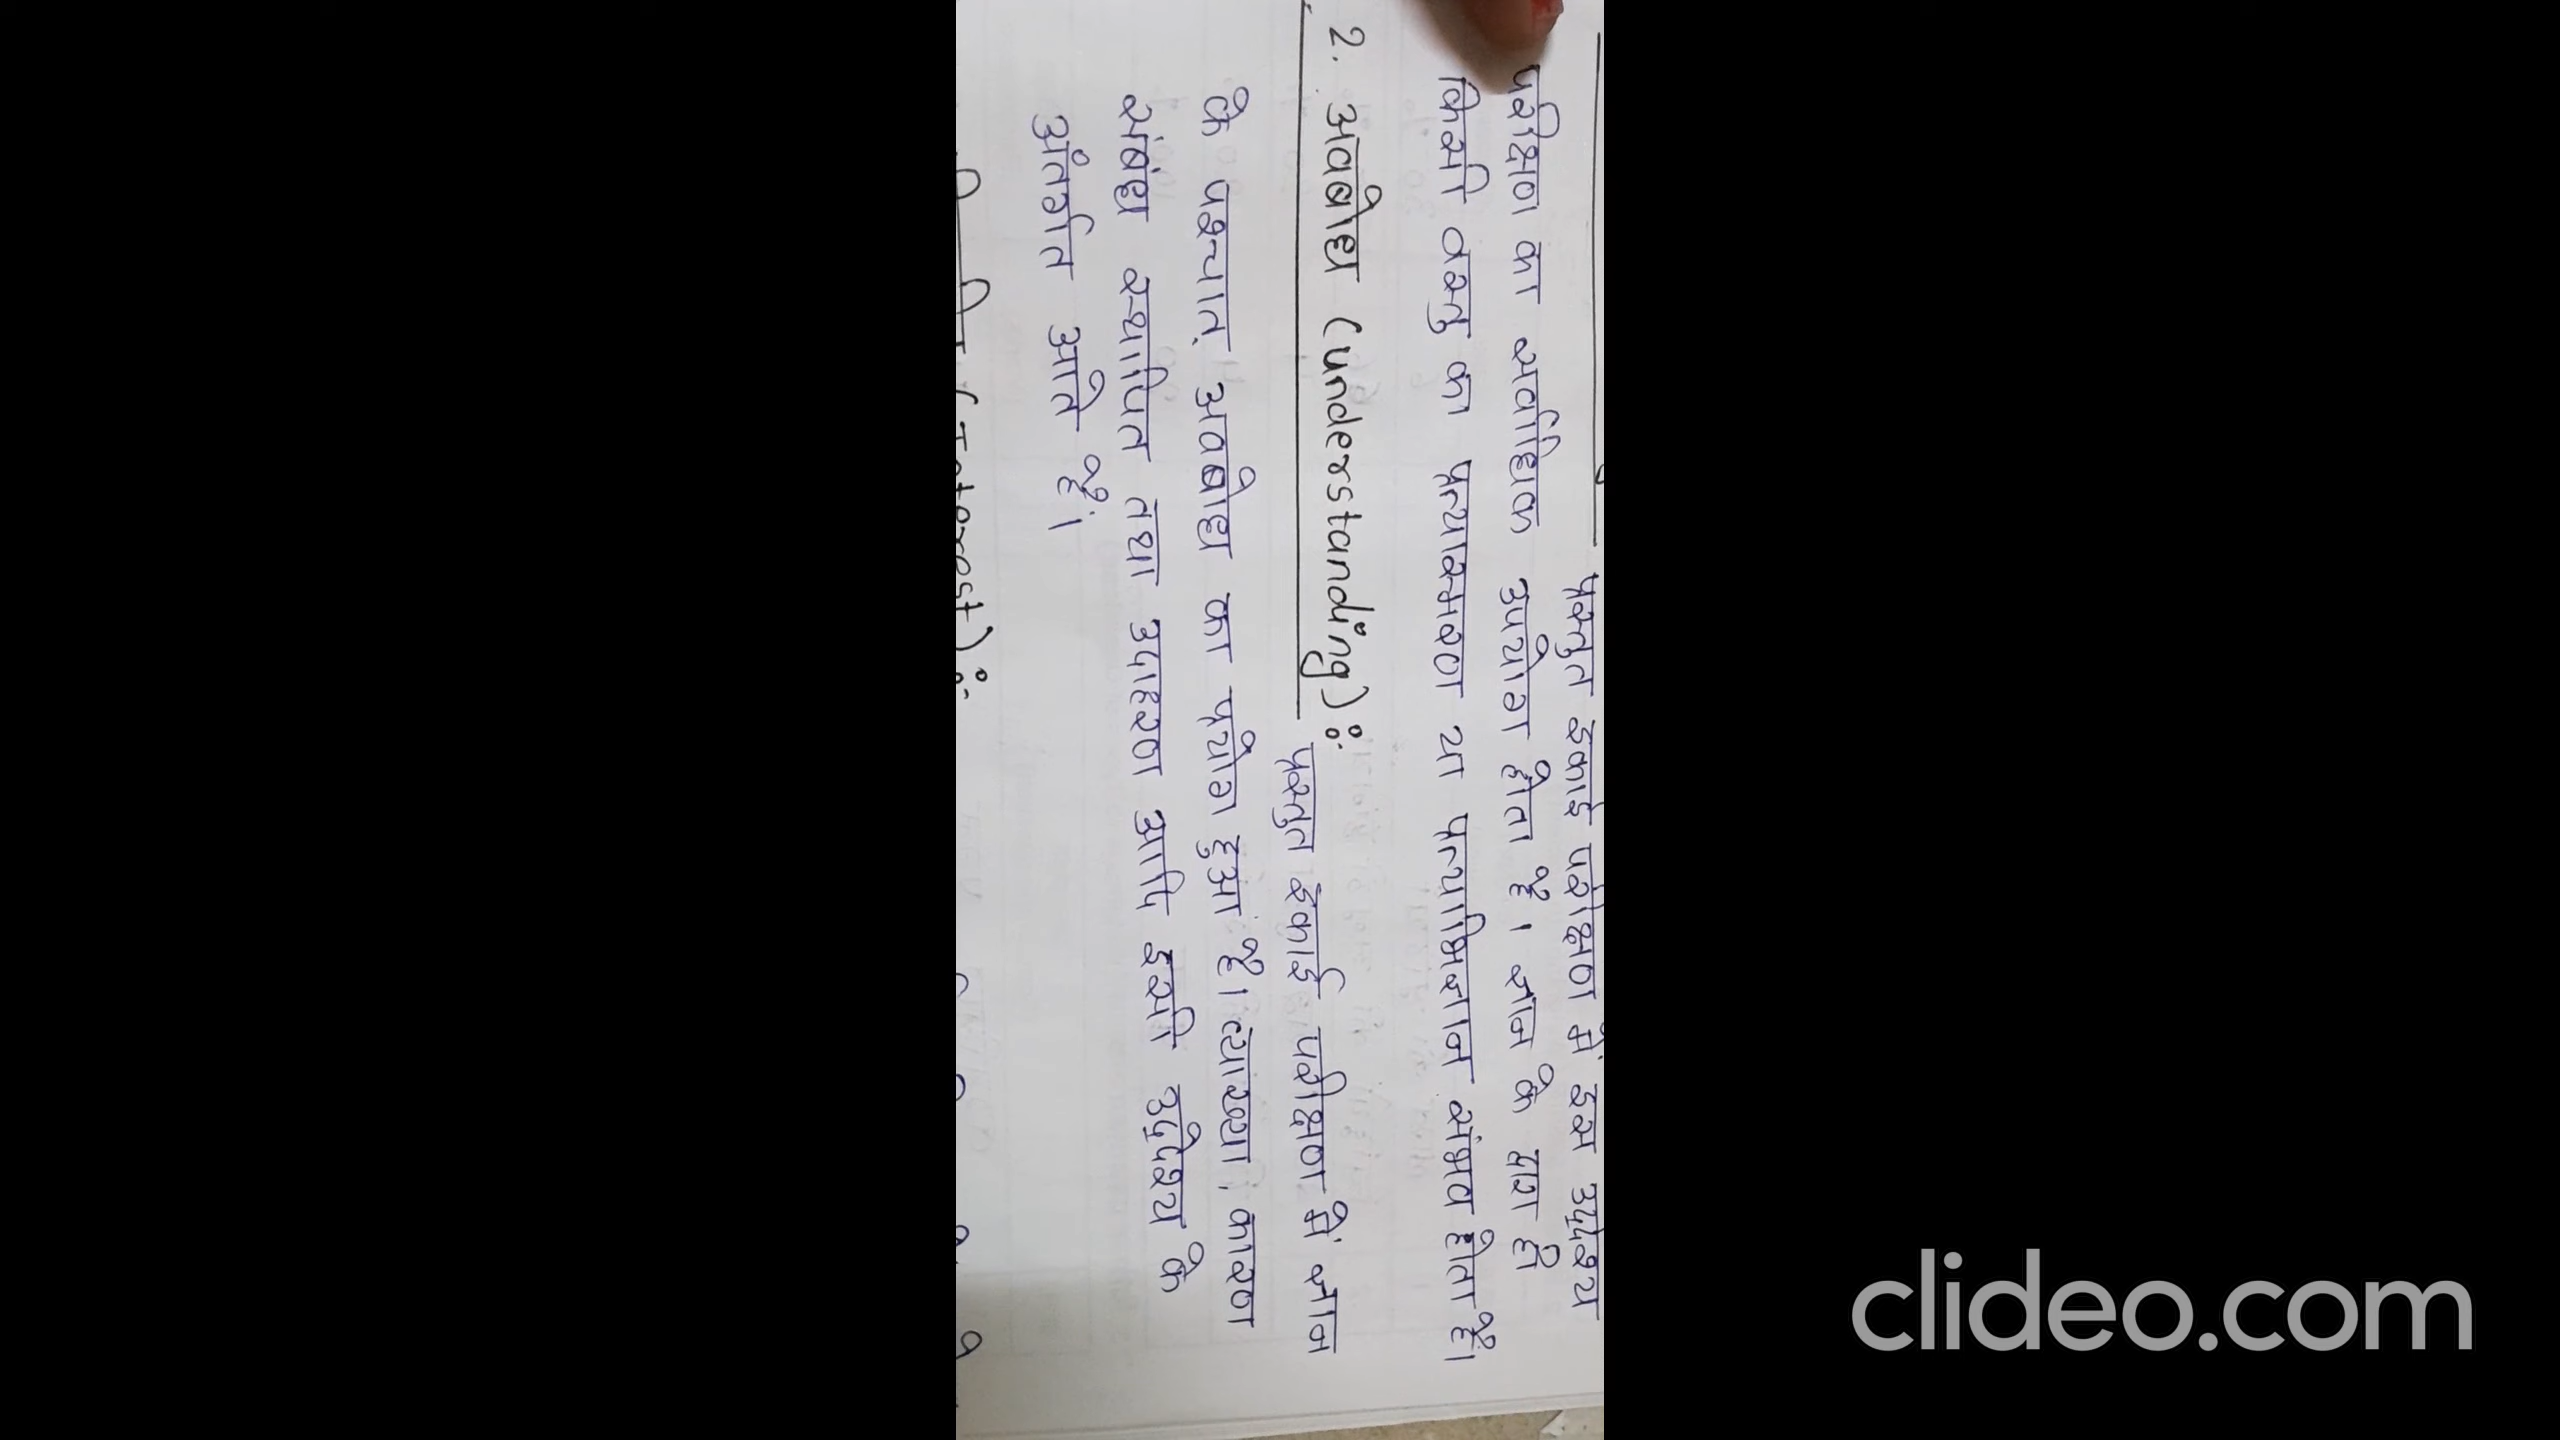 प्रस्तुत इकाई परीक्षण में इस उद्देश्य
परीक्षण का सर्वाधिक उपयोग होता है। ज्ञान के द्वारा ही
किसी वस्तु का प्रत्यास्मरण या प्रत्याभिज्ञान संभव होता है।
2. अवबोध (understanding):-
प्रस्तुत इकाई परीक्षण में ज्ञान
के पश्चात् अवबोध का प्रयोग हुआ है। व्याख्या, कारण
संबंध स्थापित तथा उदाहरण आदि इसी उद्देश्य के
अंतर्गत आते हैं।
(Interest):-
clideo.com